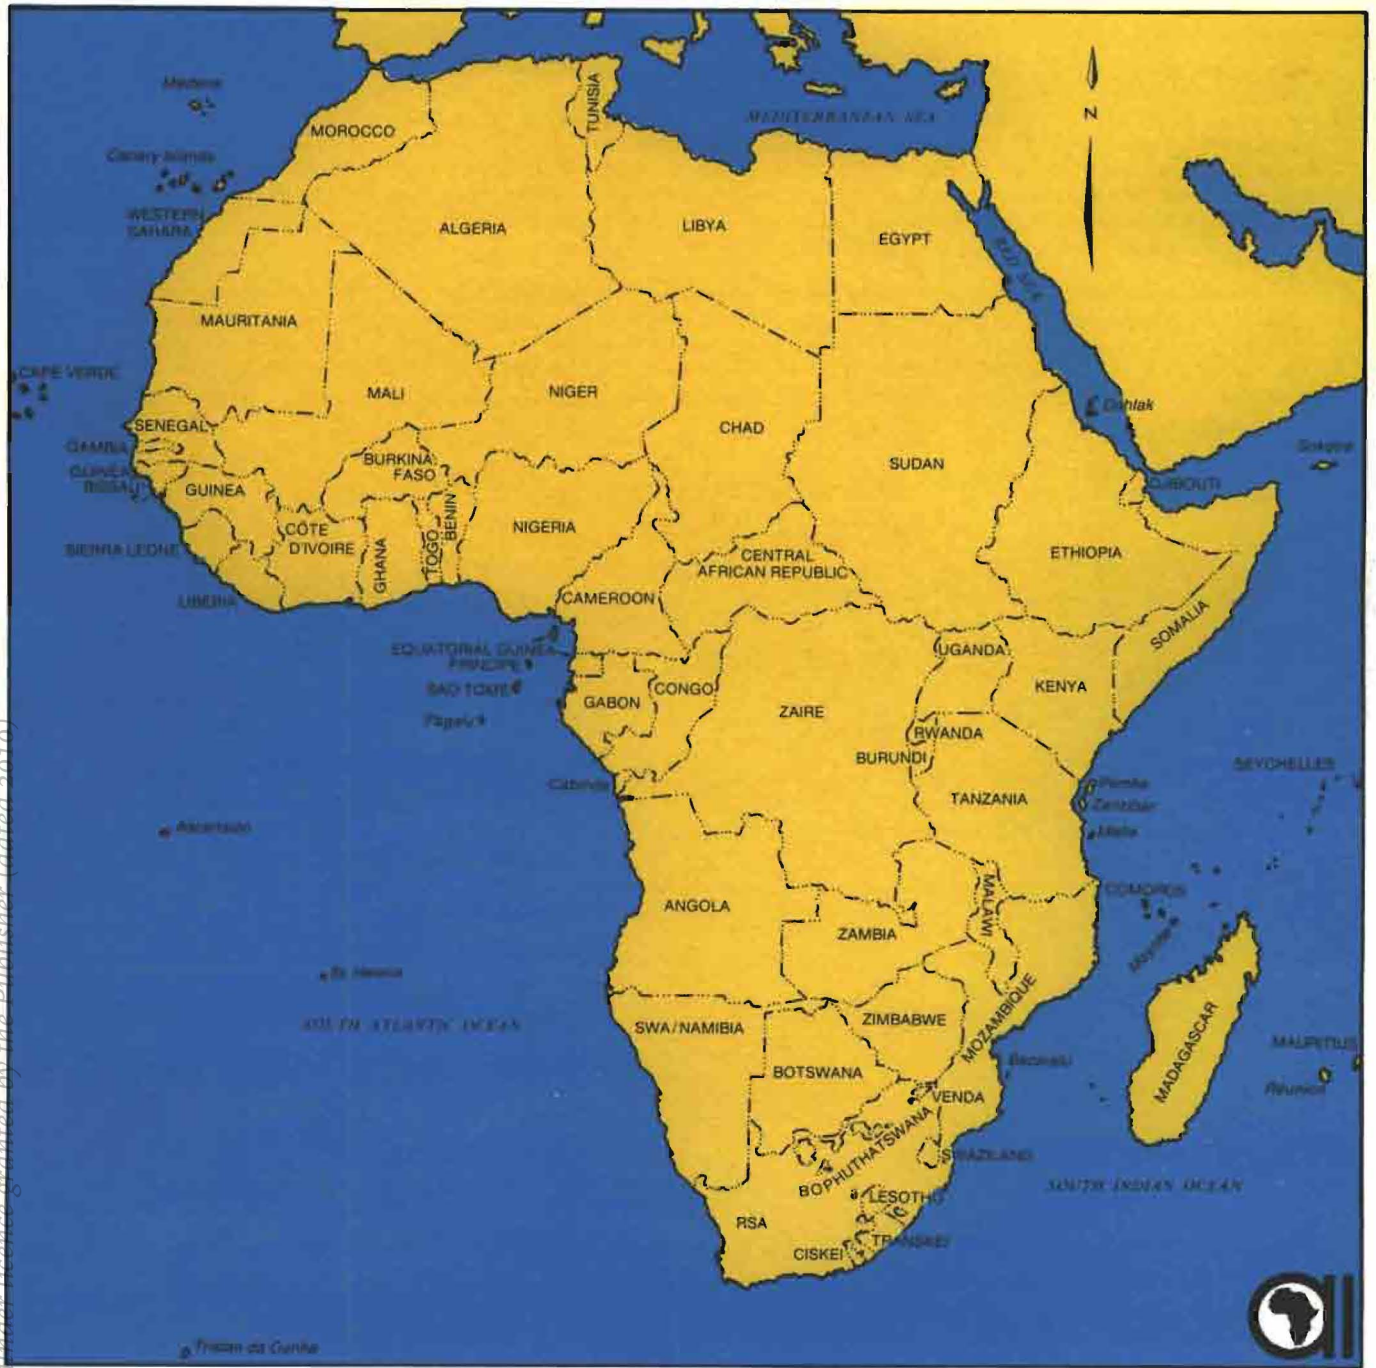 Madeira
MEDITERRANEAN SEA
N
TUNISIA
MOROCCO
Canary Islands
WESTERN
SAHARA
ALGERIA
LIBYA
EGYPT
RED SEA
MAURITANIA
CAPE VERDE
MALI
NIGER
CHAD
SUDAN
Dahlak
Sokotra
SENEGAL
GAMBIA
GUINEA
BISSAU
BURKINA
FASO
GUINEA
DJIBOUTI
CÔTE
D'IVOIRE
GHANA
TOGO
BENIN
NIGERIA
SIERRA LEONE
LIBERIA
CENTRAL
AFRICAN REPUBLIC
ETHIOPIA
CAMEROON
SOMALIA
EQUATORIAL GUINEA
PRINCIPE
SAO TOME
Pagalu
GABON
CONGO
ZAIRE
UGANDA
KENYA
RWANDA
BURUNDI
SEYCHELLES
Cabinda
TANZANIA
Pemba
Zanzibar
Mafia
Ascension
ANGOLA
ZAMBIA
MALAWI
COMOROS
Mayotte
St. Helena
SOUTH ATLANTIC OCEAN
SWA/NAMIBIA
ZIMBABWE
MOZAMBIQUE
MADAGASCAR
MAURITIUS
Réunion
BOTSWANA
VENDA
BOPHUTHATSWANA
SWAZILAND
SOUTH INDIAN OCEAN
LESOTHO
RSA
TRANSKEI
CISKEI
Tristan da Cunha
ai